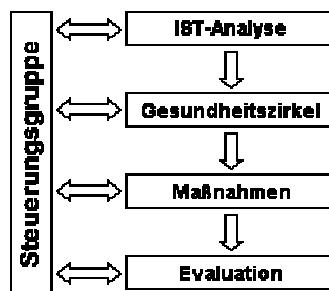 Steuerungsgruppe
IST-Analyse
Gesundheitszirkel
Maßnahmen
Evaluation